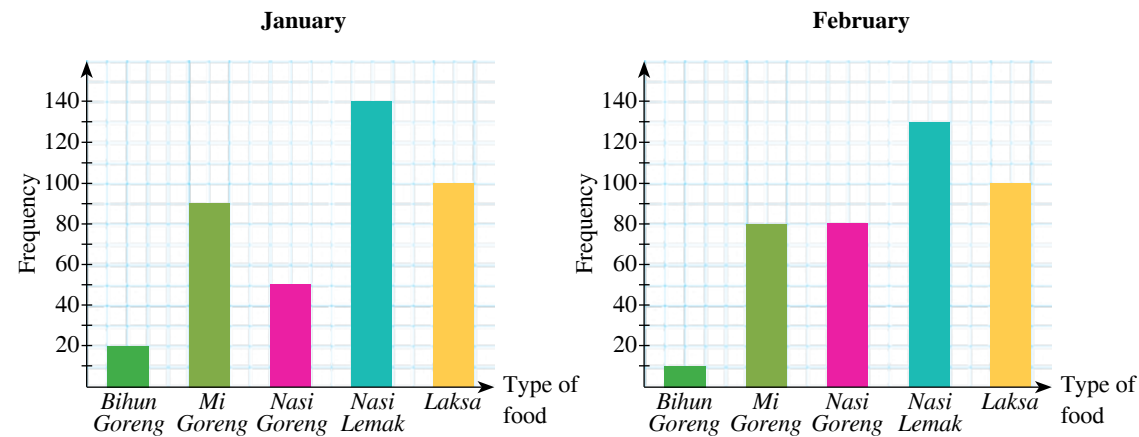 January
Frequency
140
120
100
80
60
40
20
Bihun Goreng
Mi Goreng
Nasi Goreng
Nasi Lemak
Laksa
Type of food
February
Frequency
140
120
100
80
60
40
20
Bihun Goreng
Mi Goreng
Nasi Goreng
Nasi Lemak
Laksa
Type of food